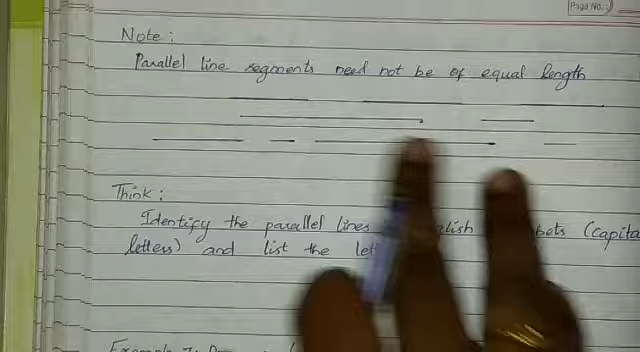 Page No.
Note:
Parallel line segments need not be of equal length
Think:
Identify the parallel lines
letters) and list the